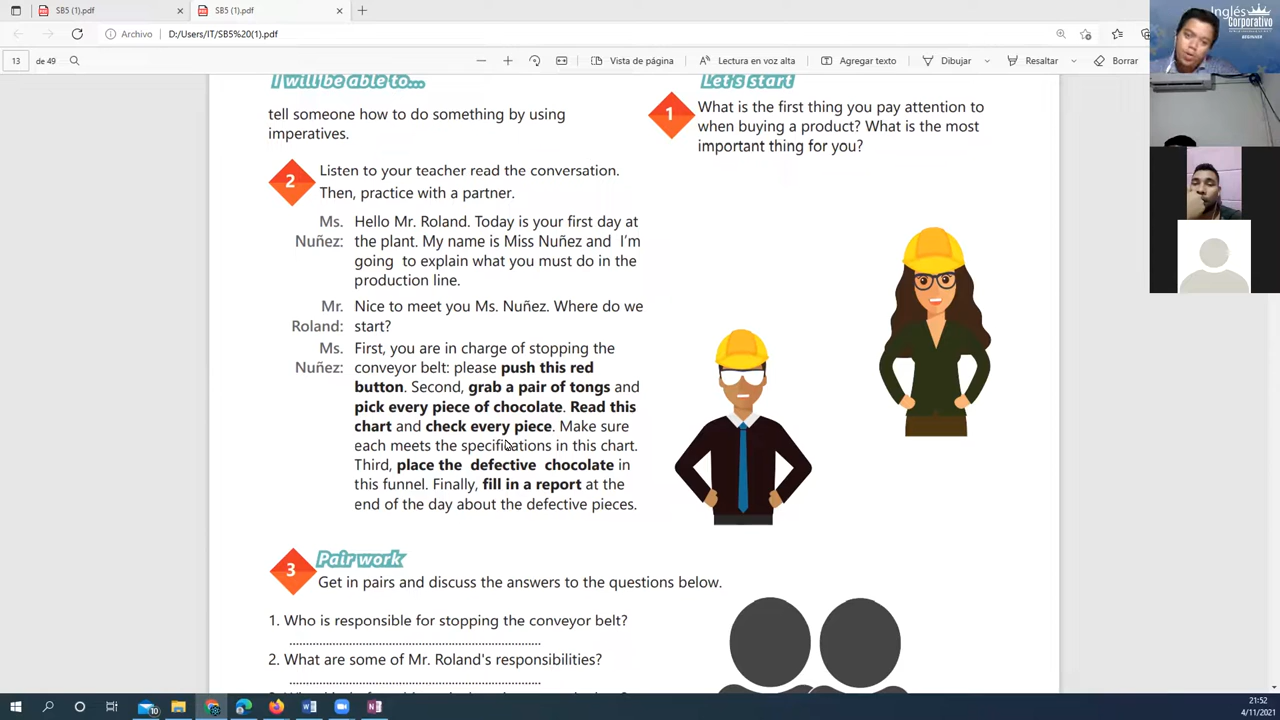 SB5 (1).pdf
SB5 (1).pdf
Archivo
D:/Users/IT/SB5%20(1).pdf
13
de 49
Vista de página
Lectura en voz alta
Agregar texto
Dibujar
Resaltar
Borrar
Inglés
Corporativo
BEGINNER
I will be able to...
tell someone how to do something by using
imperatives.
Let's start
1
What is the first thing you pay attention to
when buying a product? What is the most
important thing for you?
2
Listen to your teacher read the conversation.
Then, practice with a partner.
Ms. Hello Mr. Roland. Today is your first day at
Nuñez: the plant. My name is Miss Nuñez and I'm
going to explain what you must do in the
production line.
Mr. Nice to meet you Ms. Nuñez. Where do we
Roland: start?
Ms. First, you are in charge of stopping the
Nuñez: conveyor belt: please push this red
button. Second, grab a pair of tongs and
pick every piece of chocolate. Read this
chart and check every piece. Make sure
each meets the specifications in this chart.
Third, place the defective chocolate in
this funnel. Finally, fill in a report at the
end of the day about the defective pieces.
3
Pair work
Get in pairs and discuss the answers to the questions below.
1. Who is responsible for stopping the conveyor belt?
2. What are some of Mr. Roland's responsibilities?
10
21:52
4/11/2021